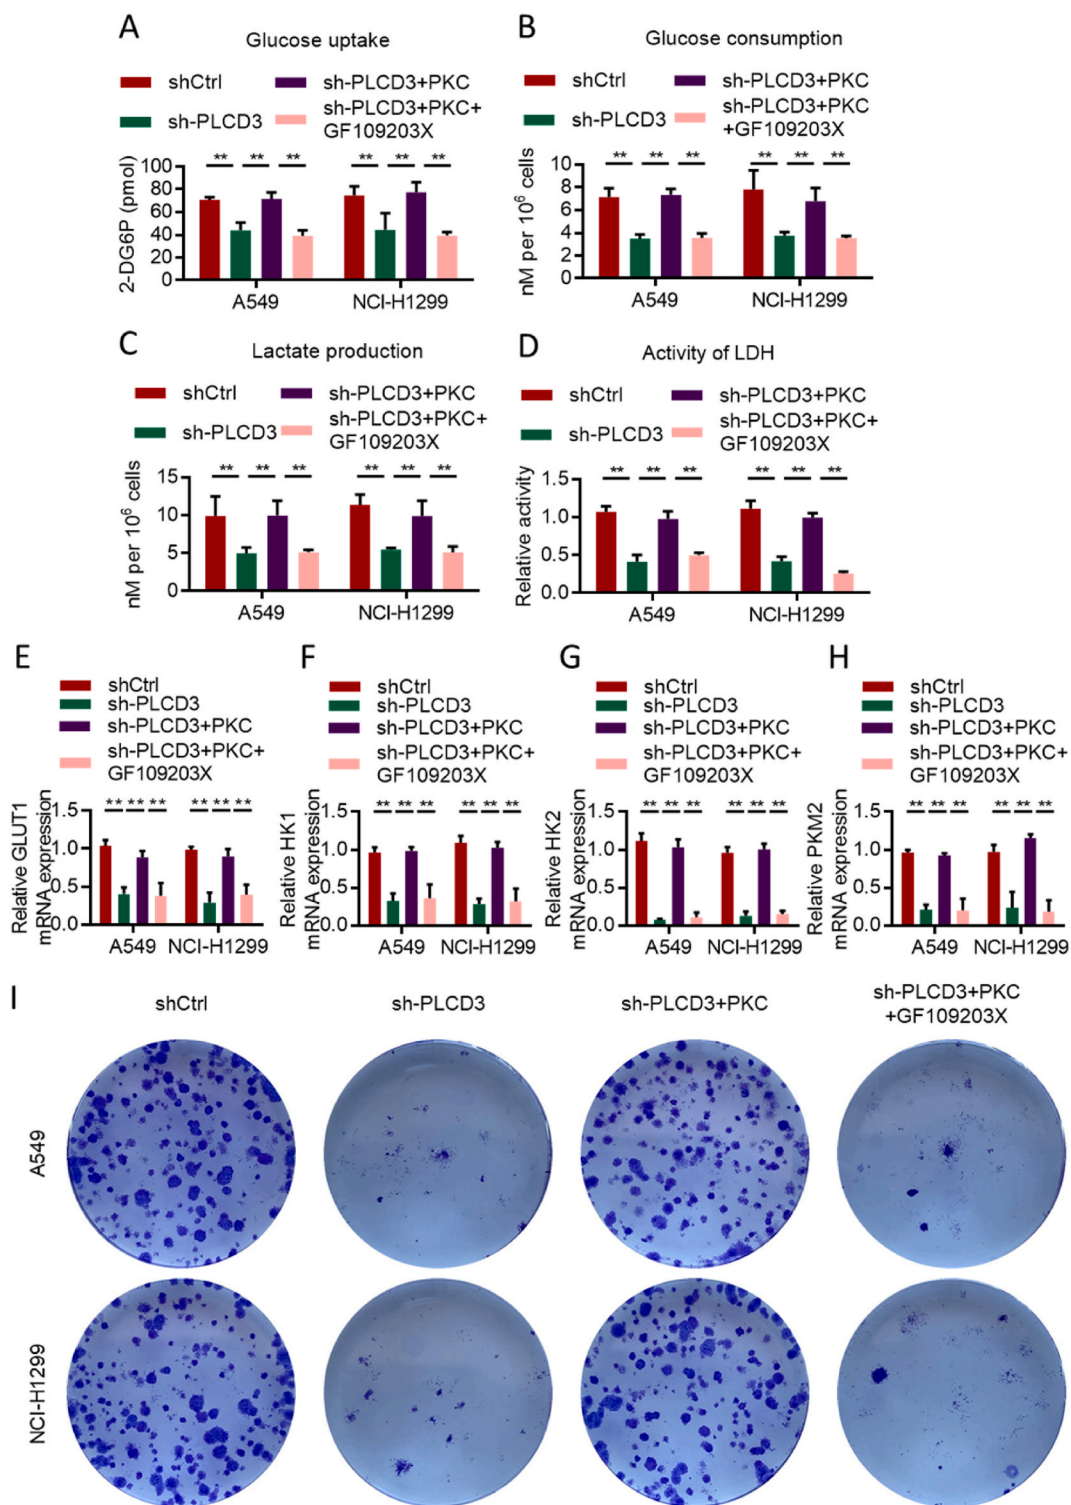 A
Glucose uptake
shCtrl
sh-PLCD3+PKC
sh-PLCD3
sh-PLCD3+PKC+
GF109203X
2-DG6P (pmol)
100
80
60
40
20
0
** ** ** ** ** **
A549 NCI-H1299
B
Glucose consumption
shCtrl
sh-PLCD3+PKC
sh-PLCD3
sh-PLCD3+PKC
+GF109203X
nM per 10⁶ cells
10
8
6
4
2
0
** ** ** ** ** **
A549 NCI-H1299
C
Lactate production
shCtrl
sh-PLCD3+PKC
sh-PLCD3
sh-PLCD3+PKC+
GF109203X
nM per 10⁶ cells
15
10
5
0
** ** ** ** ** **
A549 NCI-H1299
D
Activity of LDH
shCtrl
sh-PLCD3+PKC
sh-PLCD3
sh-PLCD3+PKC+
GF109203X
Relative activity
1.5
1.0
0.5
0.0
** ** ** ** ** **
A549 NCI-H1299
E
shCtrl
sh-PLCD3
sh-PLCD3+PKC
sh-PLCD3+PKC+
GF109203X
Relative GLUT1
mRNA expression
1.5
1.0
0.5
0.0
** ** ** ** ** **
A549 NCI-H1299
F
shCtrl
sh-PLCD3
sh-PLCD3+PKC
sh-PLCD3+PKC+
GF109203X
Relative HK1
mRNA expression
1.5
1.0
0.5
0.0
** ** ** ** ** **
A549 NCI-H1299
G
shCtrl
sh-PLCD3
sh-PLCD3+PKC
sh-PLCD3+PKC+
GF109203X
Relative HK2
mRNA expression
1.5
1.0
0.5
0.0
** ** ** ** ** **
A549 NCI-H1299
H
shCtrl
sh-PLCD3
sh-PLCD3+PKC
sh-PLCD3+PKC+
GF109203X
Relative PKM2
mRNA expression
1.5
1.0
0.5
0.0
** ** ** ** ** **
A549 NCI-H1299
I
shCtrl
sh-PLCD3
sh-PLCD3+PKC
sh-PLCD3+PKC
+GF109203X
A549
NCI-H1299